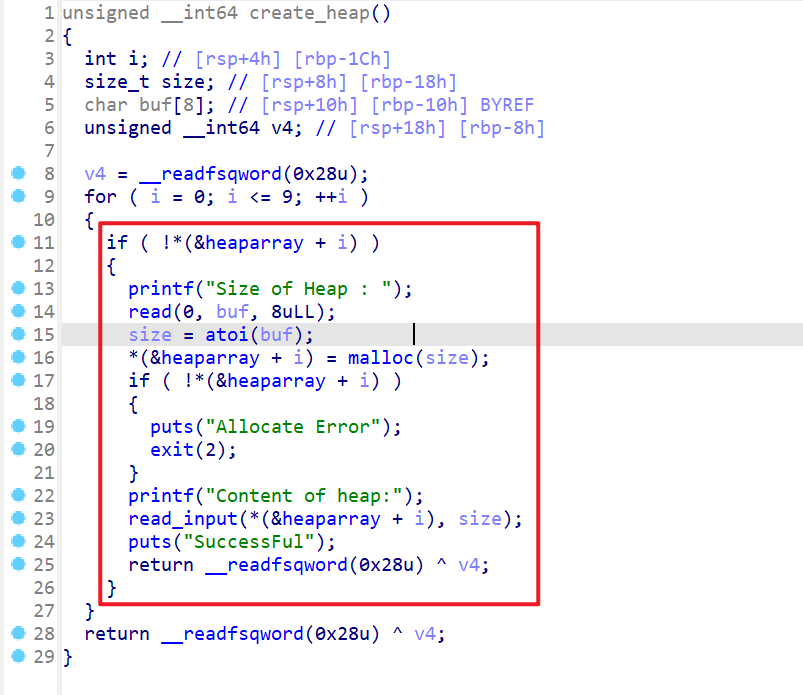 1 unsigned __int64 create_heap()
2 {
3   int i; // [rsp+4h] [rbp-1Ch]
4   size_t size; // [rsp+8h] [rbp-18h]
5   char buf[8]; // [rsp+10h] [rbp-10h] BYREF
6   unsigned __int64 v4; // [rsp+18h] [rbp-8h]
7
8   v4 = __readfsqword(0x28u);
9   for ( i = 0; i <= 9; ++i )
10   {
11     if ( !*(&heaparray + i) )
12     {
13       printf("Size of Heap : ");
14       read(0, buf, 8uLL);
15       size = atoi(buf);
16       *(&heaparray + i) = malloc(size);
17       if ( !*(&heaparray + i) )
18       {
19         puts("Allocate Error");
20         exit(2);
21       }
22       printf("Content of heap:");
23       read_input(*(&heaparray + i), size);
24       puts("SuccessFul");
25       return __readfsqword(0x28u) ^ v4;
26     }
27   }
28   return __readfsqword(0x28u) ^ v4;
29 }